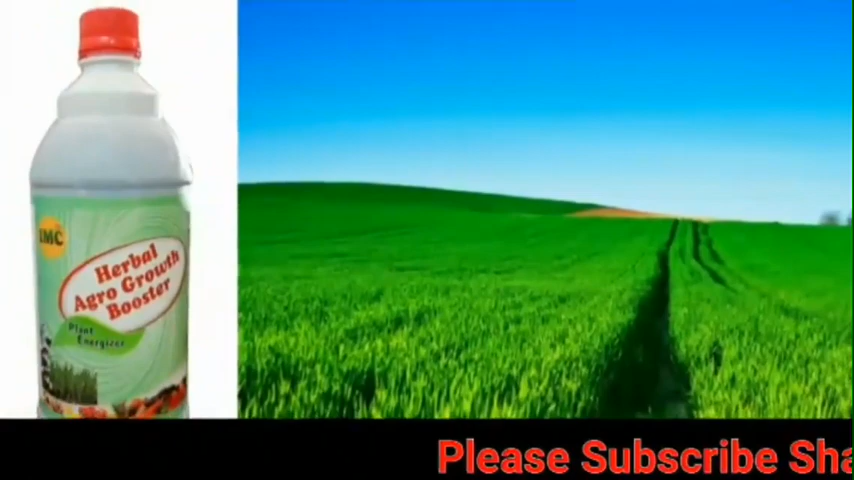 IMC
Herbal
Agro Growth
Booster
Plant
Energizer
Please Subscribe Sha